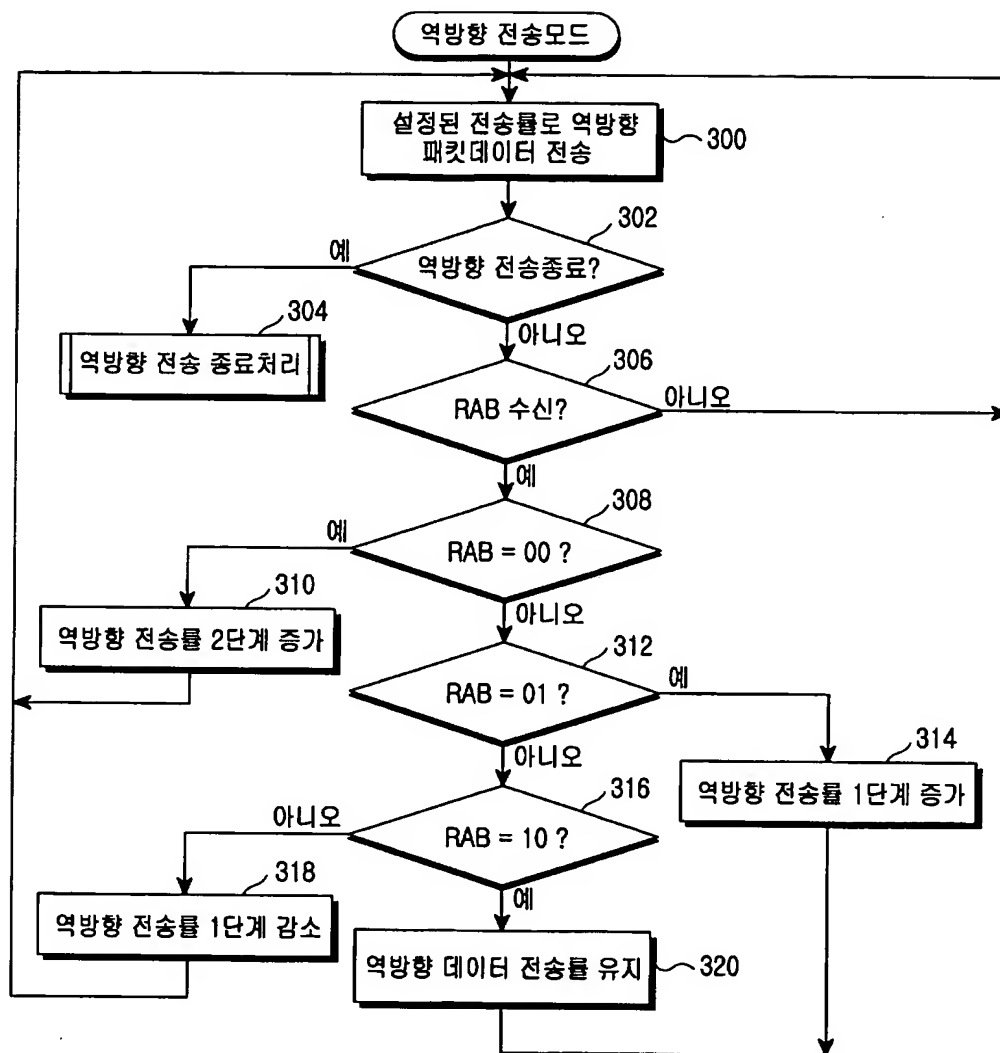 역방향 전송모드
설정된 전송률로 역방향
패킷데이터 전송
300
302
예
역방향 전송종료?
304
아니오
역방향 전송 종료처리
306
RAB 수신?
아니오
예
308
예
RAB = 00 ?
310
아니오
역방향 전송률 2단계 증가
312
예
RAB = 01 ?
314
아니오
역방향 전송률 1단계 증가
316
아니오
RAB = 10 ?
318
예
역방향 전송률 1단계 감소
역방향 데이터 전송률 유지
320